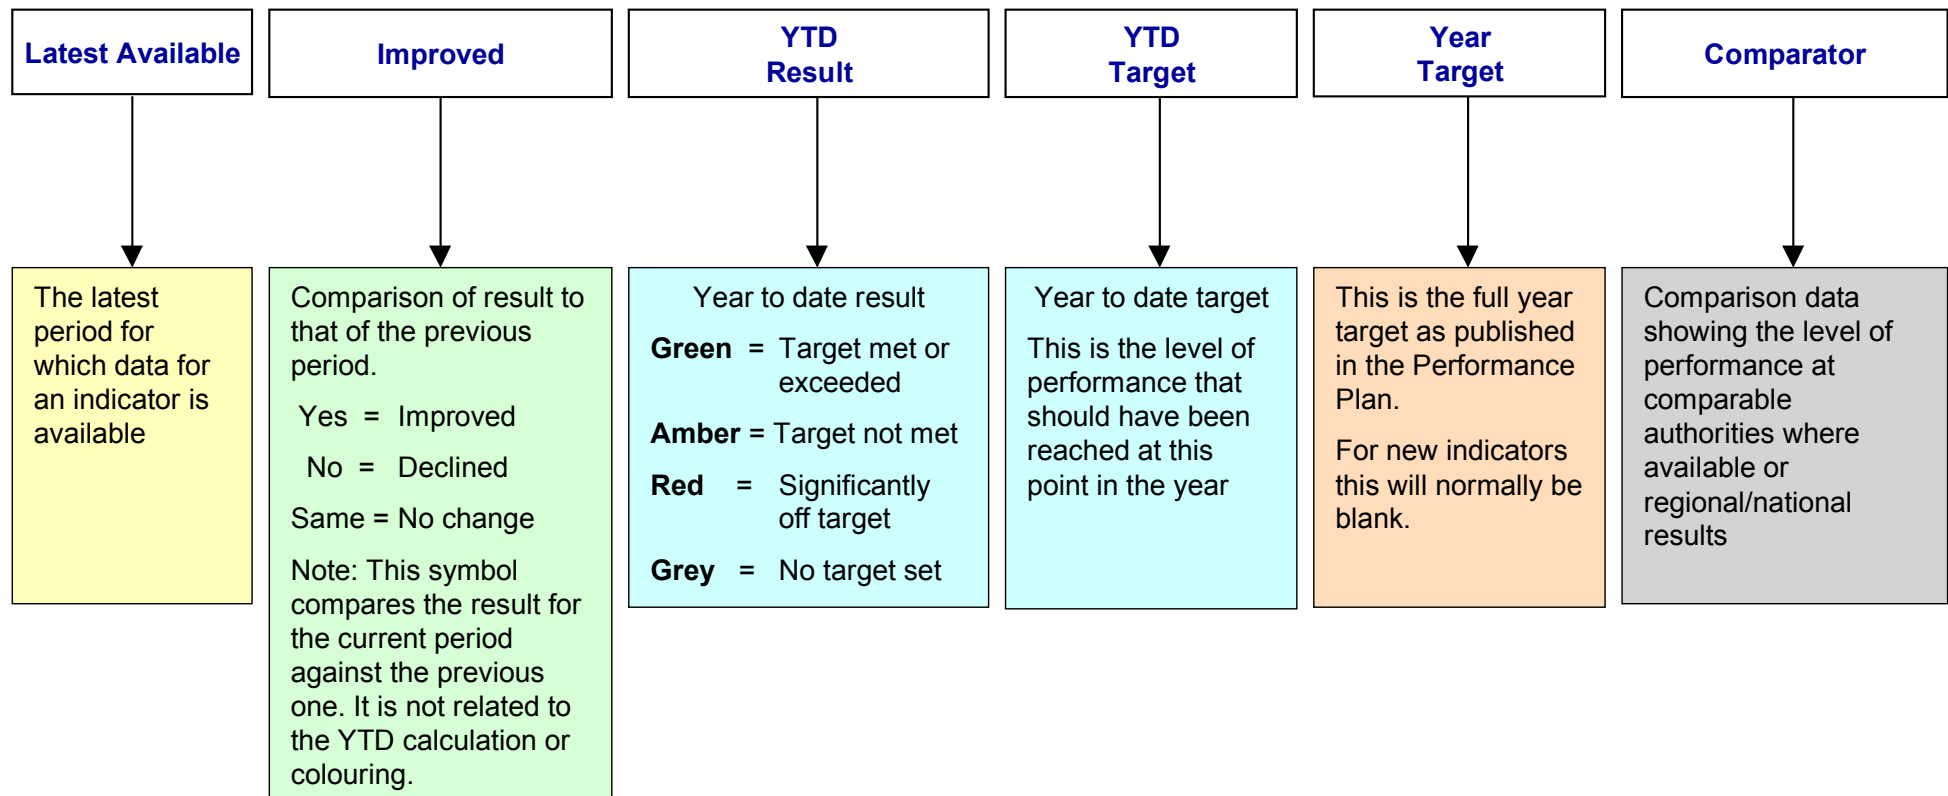 Latest Available
Improved
YTD
Result
YTD
Target
Year
Target
Comparator
The latest
period for
which data for
an indicator is
available
Comparison of result to
that of the previous
period.
Yes = Improved
No = Declined
Same = No change
Note: This symbol
compares the result for
the current period
against the previous
one. It is not related to
the YTD calculation or
colouring.
Year to date result
Green = Target met or
exceeded
Amber = Target not met
Red = Significantly
off target
Grey = No target set
Year to date target
This is the level of
performance that
should have been
reached at this
point in the year
This is the full year
target as published
in the Performance
Plan.
For new indicators
this will normally be
blank.
Comparison data
showing the level of
performance at
comparable
authorities where
available or
regional/national
results